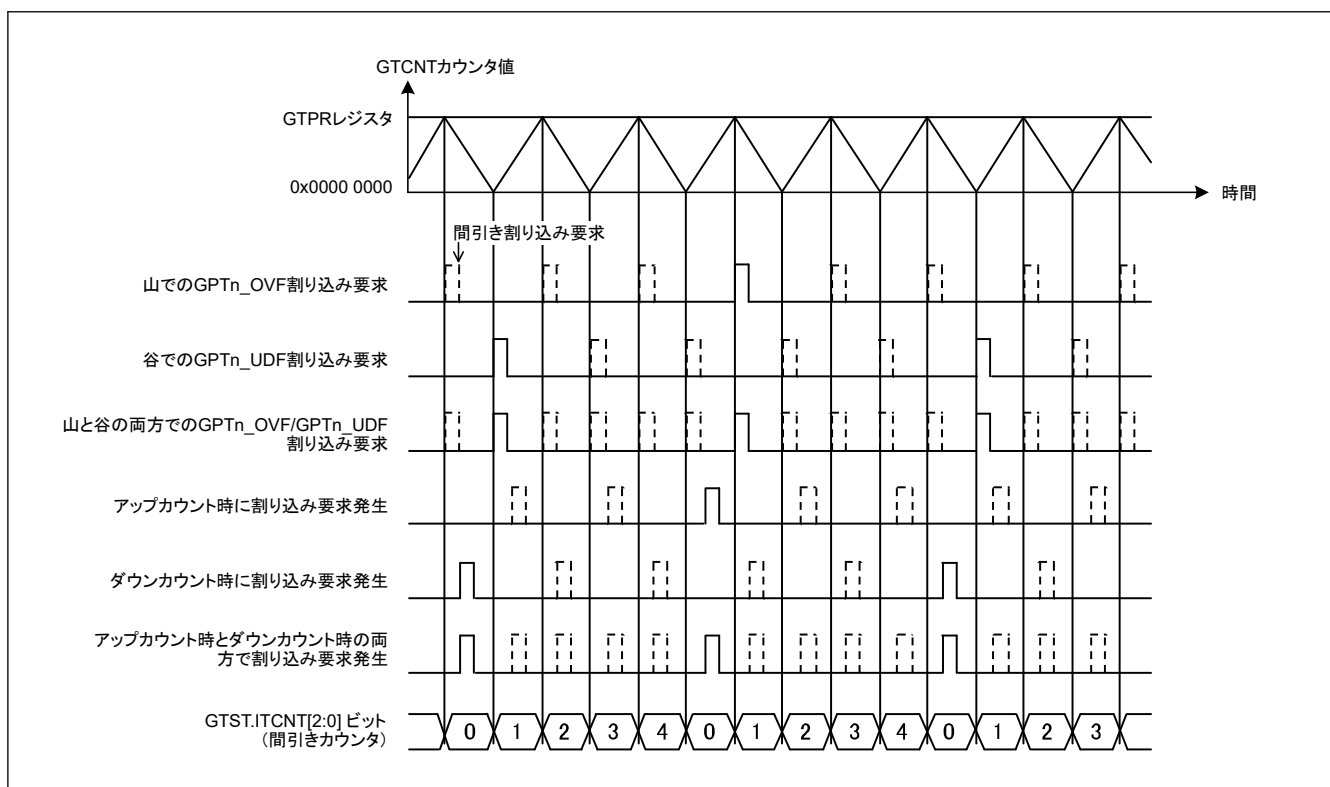 GTCNTカウンタ値
GTPRレジスタ
0x0000 0000
時間
間引き割り込み要求
山でのGPTn_OVF割り込み要求
谷でのGPTn_UDF割り込み要求
山と谷の両方でのGPTn_OVF/GPTn_UDF
割り込み要求
アップカウント時に割り込み要求発生
ダウンカウント時に割り込み要求発生
アップカウント時とダウンカウント時の両
方で割り込み要求発生
GTST.ITCNT[2:0] ビット
（間引きカウンタ）
0 1 2 3 4 0 1 2 3 4 0 1 2 3